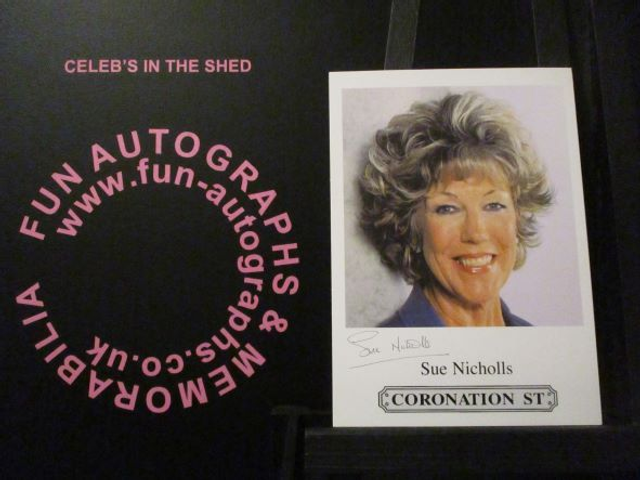 CELEB'S IN THE SHED
FUN AUTOGRAPHS & MEMORABILIA
www.fun-autographs.co.uk
Sue Nicholls
Sue Nicholls
CORONATION ST